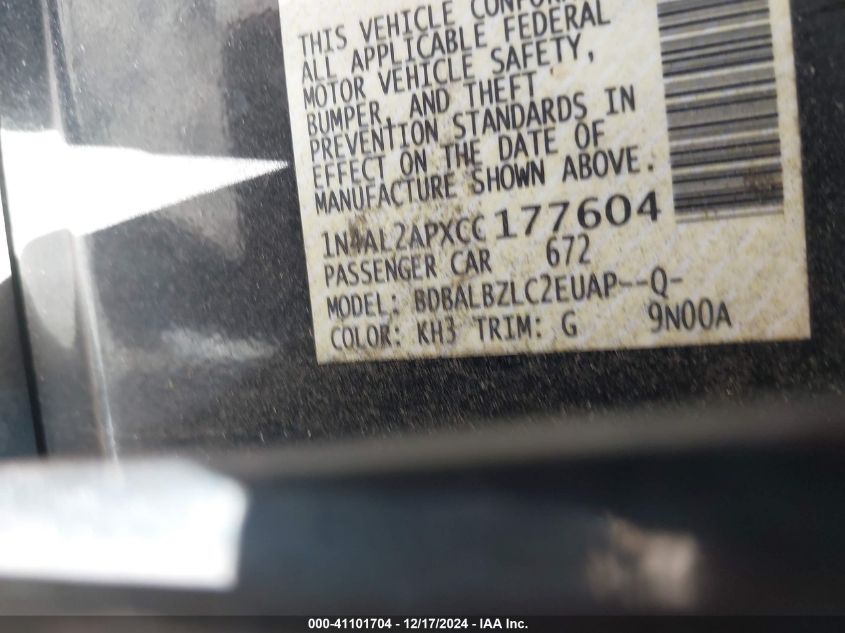 THIS VEHICLE CONFORMS
ALL APPLICABLE FEDERAL
MOTOR VEHICLE SAFETY,
BUMPER, AND THEFT
PREVENTION STANDARDS IN
EFFECT ON THE DATE OF
MANUFACTURE SHOWN ABOVE.
1N4AL2APXCC177604
PASSENGER CAR 672
MODEL: BDBALBZLC2EUAP--Q-
COLOR: KH3 TRIM: G 9N00A
000-41101704 - 12/17/2024 - IAA Inc.